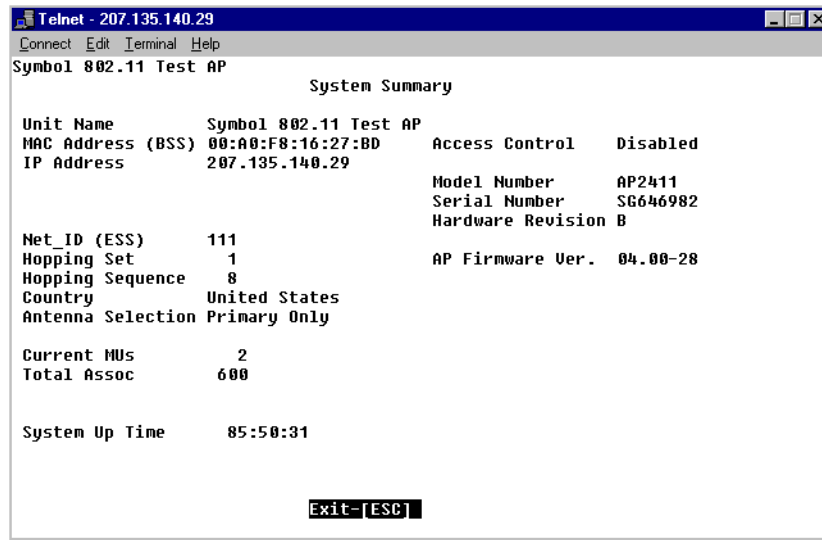 Telnet - 207.135.140.29
Connect Edit Terminal Help
Symbol 802.11 Test AP
System Summary
Unit Name Symbol 802.11 Test AP
MAC Address (BSS) 00:A0:F8:16:27:BD Access Control Disabled
IP Address 207.135.140.29
Model Number AP2411
Serial Number SG646982
Hardware Revision B
Net_ID (ESS) 111
Hopping Set 1 AP Firmware Ver. 04.00-28
Hopping Sequence 8
Country United States
Antenna Selection Primary Only
Current MUs 2
Total Assoc 600
System Up Time 85:50:31
Exit-[ESC]